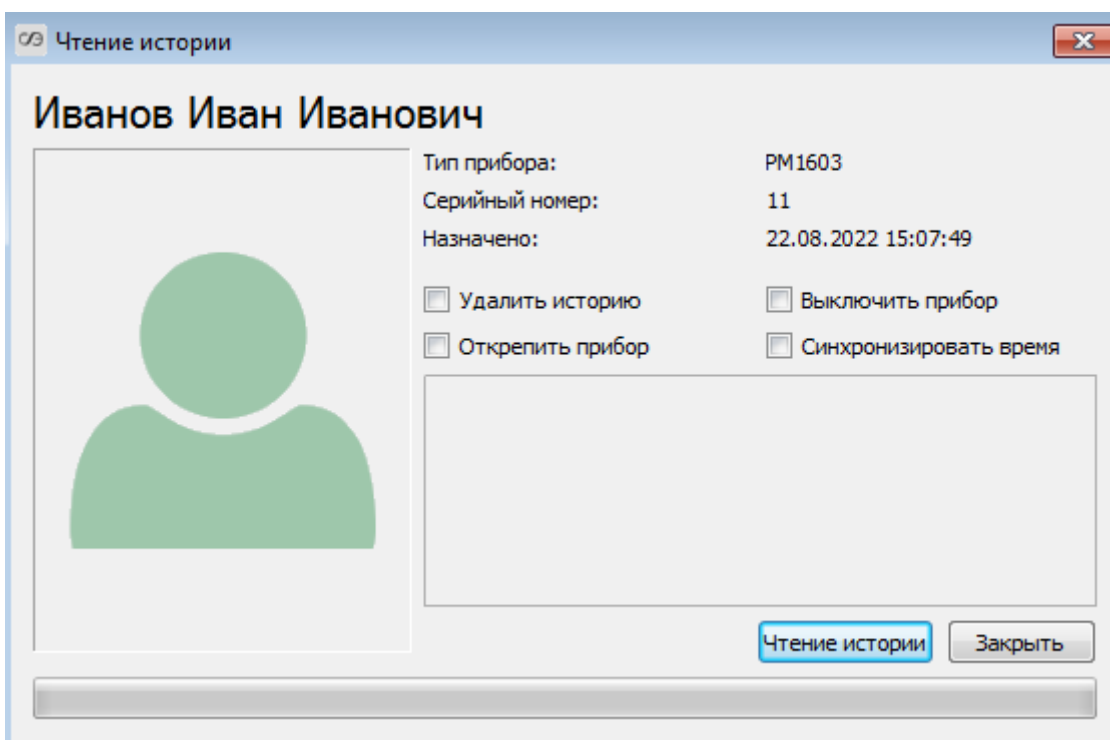 Чтение истории
Иванов Иван Иванович
Тип прибора: PM1603
Серийный номер: 11
Назначено: 22.08.2022 15:07:49
Удалить историю Выключить прибор
Открепить прибор Синхронизировать время
Чтение истории Закрыть